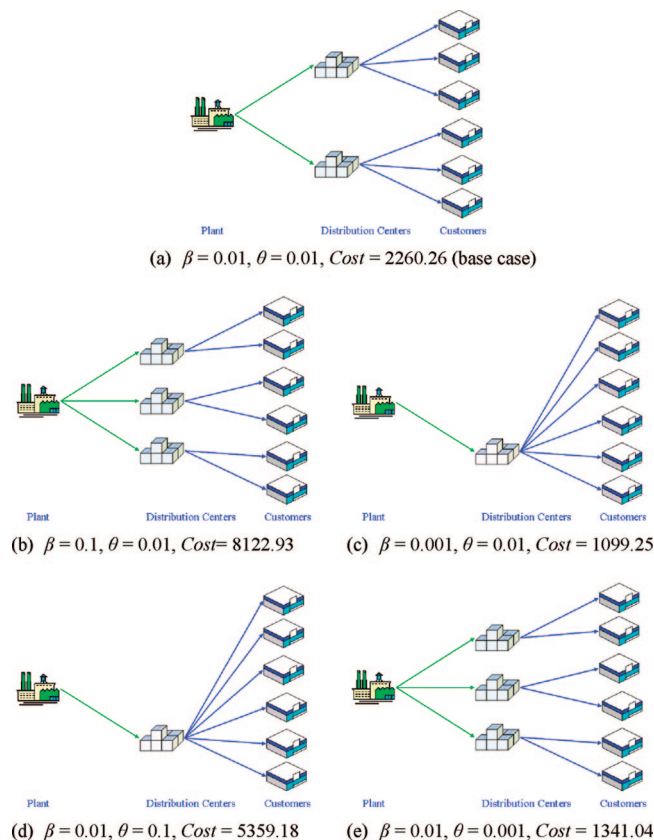 Plant Distribution Centers Customers
(a) β = 0.01, θ = 0.01, Cost = 2260.26 (base case)
Plant Distribution Centers Customers
(b) β = 0.1, θ = 0.01, Cost= 8122.93
Plant Distribution Centers Customers
(c) β = 0.001, θ = 0.01, Cost = 1099.25
Plant Distribution Centers Customers
(d) β = 0.01, θ = 0.1, Cost = 5359.18
Plant Distribution Centers Customers
(e) β = 0.01, θ = 0.001, Cost = 1341.04